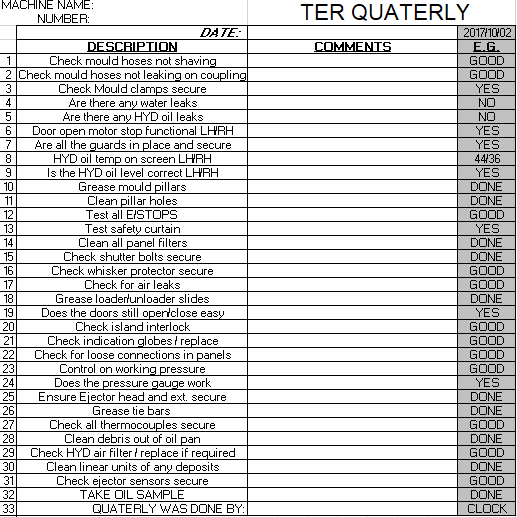 MACHINE NAME: TER QUATERLY
NUMBER:
DATE: 2017/10/02
DESCRIPTION COMMENTS E.G.
1 Check mould hoses not shaving GOOD
2 Check mould hoses not leaking on coupling GOOD
3 Check Mould clamps secure YES
4 Are there any water leaks NO
5 Are there any HYD oil leaks NO
6 Door open motor stop functional LH/RH YES
7 Are all the guards in place and secure YES
8 HYD oil temp on screen LH/RH 44/36
9 Is the HYD oil level correct LH/RH YES
10 Grease mould pillars DONE
11 Clean pillar holes DONE
12 Test all E/STOPS GOOD
13 Test safety curtain YES
14 Clean all panel filters DONE
15 Check shutter bolts secure DONE
16 Check whisker protector secure GOOD
17 Check for air leaks GOOD
18 Grease loader/unloader slides DONE
19 Does the doors still open/close easy YES
20 Check island interlock GOOD
21 Check indication globes / replace GOOD
22 Check for loose connections in panels GOOD
23 Control on working pressure GOOD
24 Does the pressure gauge work YES
25 Ensure Ejector head and ext. secure DONE
26 Grease tie bars DONE
27 Check all thermocouples secure GOOD
28 Clean debris out of oil pan DONE
29 Check HYD air filter / replace if required GOOD
30 Clean linear units of any deposits DONE
31 Check ejector sensors secure GOOD
32 TAKE OIL SAMPLE DONE
33 QUATERLY WAS DONE BY: CLOCK